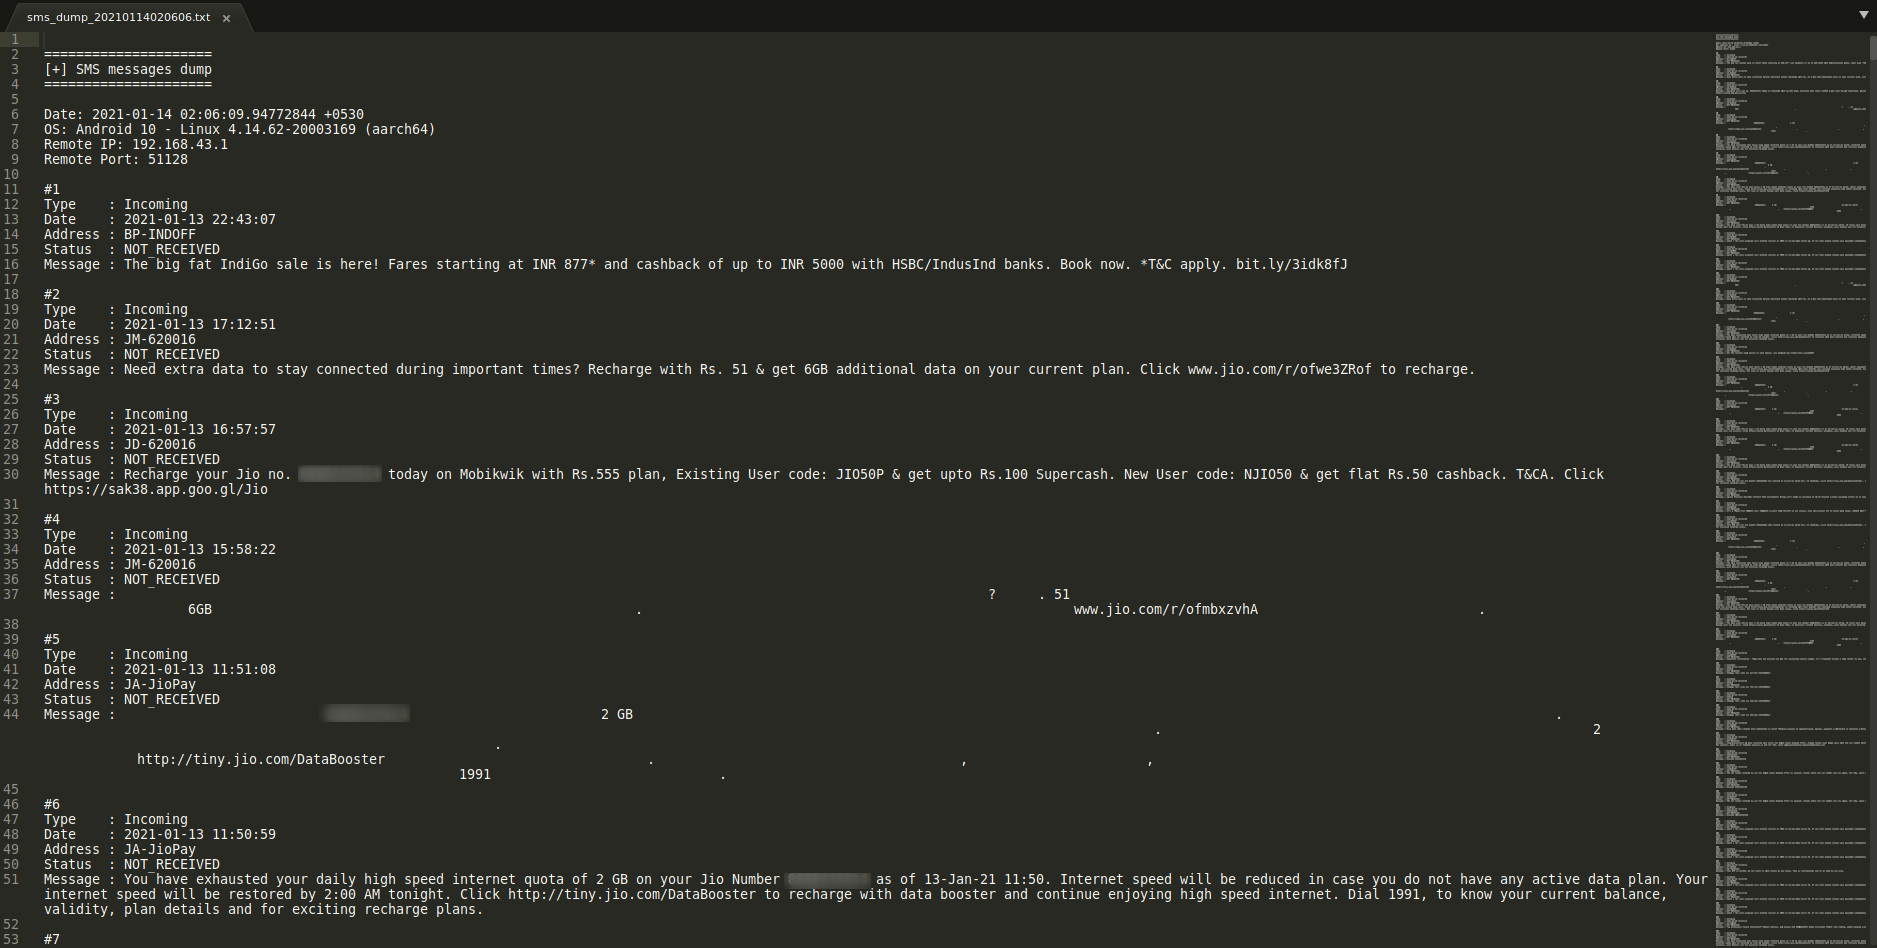 sms_dump_20210114020606.txt ×
1
2 =====================
3 [+] SMS messages dump
4 =====================
5
6 Date: 2021-01-14 02:06:09.94772844 +0530
7 OS: Android 10 - Linux 4.14.62-20003169 (aarch64)
8 Remote IP: 192.168.43.1
9 Remote Port: 51128
10
11 #1
12 Type    : Incoming
13 Date    : 2021-01-13 22:43:07
14 Address : BP-INDOFF
15 Status  : NOT_RECEIVED
16 Message : The big fat IndiGo sale is here! Fares starting at INR 877* and cashback of up to INR 5000 with HSBC/IndusInd banks. Book now. *T&C apply. bit.ly/3idk8fJ
17
18 #2
19 Type    : Incoming
20 Date    : 2021-01-13 17:12:51
21 Address : JM-620016
22 Status  : NOT_RECEIVED
23 Message : Need extra data to stay connected during important times? Recharge with Rs. 51 & get 6GB additional data on your current plan. Click www.jio.com/r/ofwe3ZRof to recharge.
24
25 #3
26 Type    : Incoming
27 Date    : 2021-01-13 16:57:57
28 Address : JD-620016
29 Status  : NOT_RECEIVED
30 Message : Recharge your Jio no. today on Mobikwik with Rs.555 plan, Existing User code: JIO50P & get upto Rs.100 Supercash. New User code: NJIO50 & get flat Rs.50 cashback. T&CA. Click
https://sak38.app.goo.gl/Jio
31
32 #4
33 Type    : Incoming
34 Date    : 2021-01-13 15:58:22
35 Address : JM-620016
36 Status  : NOT_RECEIVED
37 Message : ? . 51
6GB . www.jio.com/r/ofmbxzvhA .
38
39 #5
40 Type    : Incoming
41 Date    : 2021-01-13 11:51:08
42 Address : JA-JioPay
43 Status  : NOT_RECEIVED
44 Message : 2 GB .
. 2
.
http://tiny.jio.com/DataBooster . , ,
1991 .
45
46 #6
47 Type    : Incoming
48 Date    : 2021-01-13 11:50:59
49 Address : JA-JioPay
50 Status  : NOT_RECEIVED
51 Message : You have exhausted your daily high speed internet quota of 2 GB on your Jio Number as of 13-Jan-21 11:50. Internet speed will be reduced in case you do not have any active data plan. Your
internet speed will be restored by 2:00 AM tonight. Click http://tiny.jio.com/DataBooster to recharge with data booster and continue enjoying high speed internet. Dial 1991, to know your current balance,
validity, plan details and for exciting recharge plans.
52
53 #7